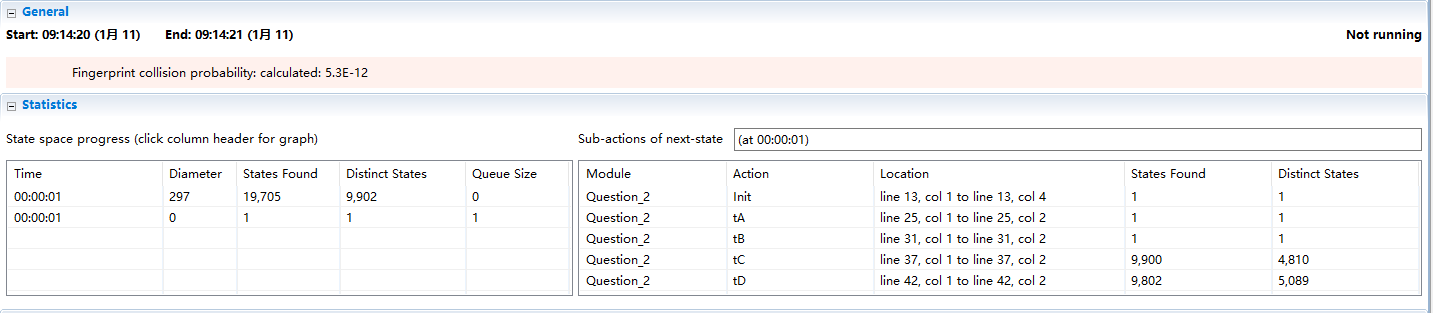 General
Start: 09:14:20 (1月 11) End: 09:14:21 (1月 11) Not running
Fingerprint collision probability: calculated: 5.3E-12
Statistics
State space progress (click column header for graph) Sub-actions of next-state (at 00:00:01)
Time Diameter States Found Distinct States Queue Size Module Action Location States Found Distinct States
00:00:01 297 19,705 9,902 0 Question_2 Init line 13, col 1 to line 13, col 4 1 1
00:00:01 0 1 1 1 Question_2 tA line 25, col 1 to line 25, col 2 1 1
Question_2 tB line 31, col 1 to line 31, col 2 1 1
Question_2 tC line 37, col 1 to line 37, col 2 9,900 4,810
Question_2 tD line 42, col 1 to line 42, col 2 9,802 5,089